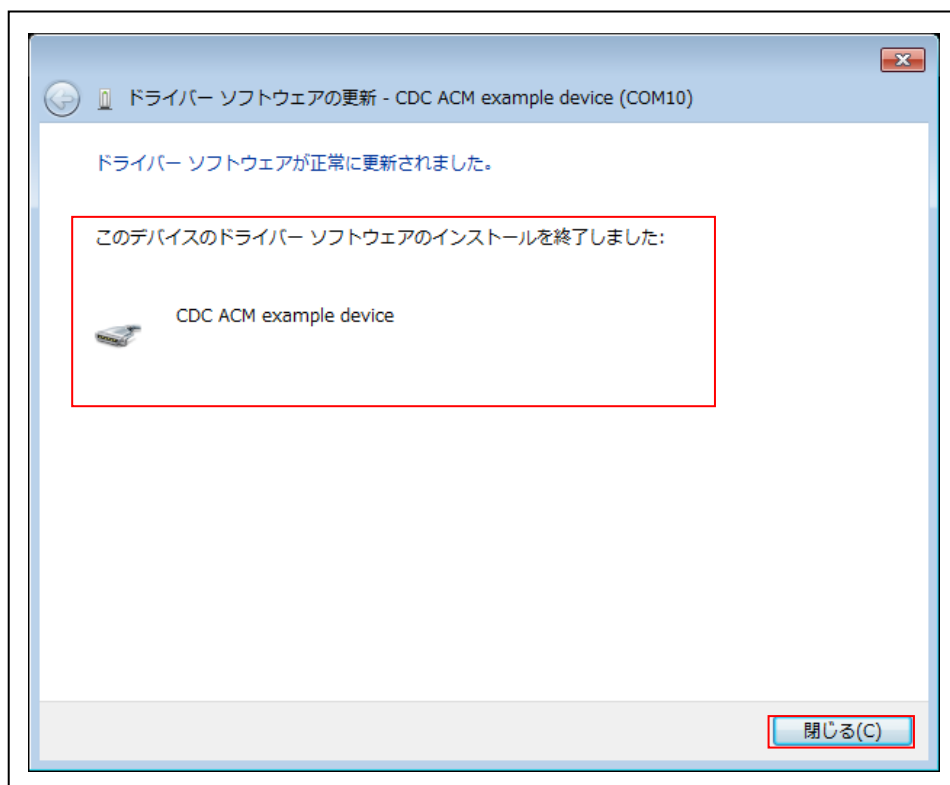 ドライバー ソフトウェアの更新 - CDC ACM example device (COM10)
ドライバー ソフトウェアが正常に更新されました。
このデバイスのドライバー ソフトウェアのインストールを終了しました:
CDC ACM example device
閉じる(C)